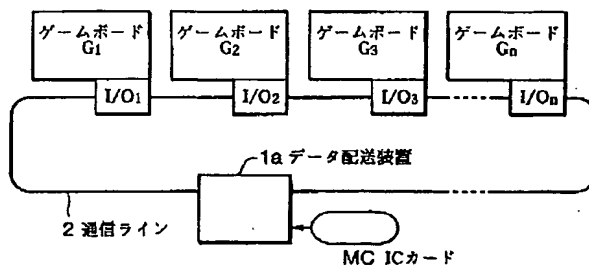 ゲームボード
G1
ゲームボード
G2
ゲームボード
G3
ゲームボード
Gn
I/O1
I/O2
I/O3
I/On
1a データ配送装置
2 通信ライン
MC ICカード